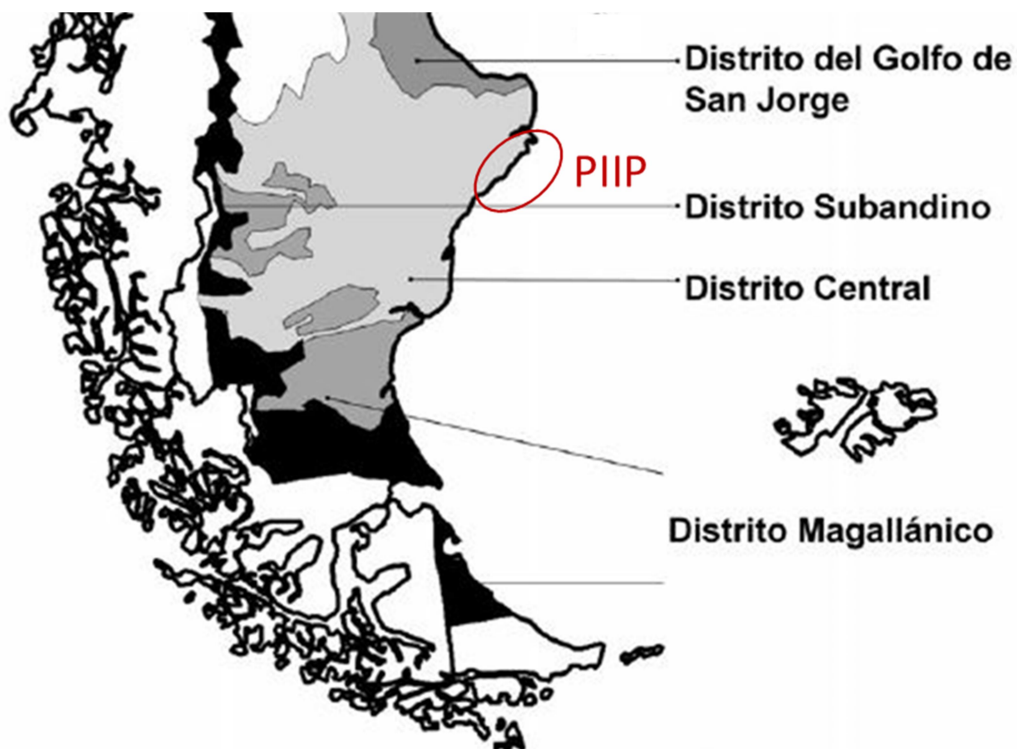 Distrito del Golfo de
San Jorge
PIIP
Distrito Subandino
Distrito Central
Distrito Magallánico